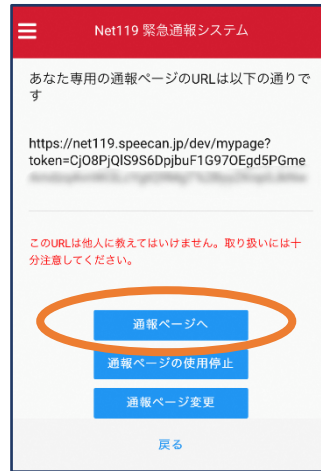 Net119 緊急通報システム
あなた専用の通報ページのURLは以下の通りで
す
https://net119.speecan.jp/dev/mypage?
token=CjO8PjQlS9S6DpjbuF1G97OEgd5PGme
このURLは他人に教えてはいけません。取り扱いには十
分注意してください。
通報ページへ
通報ページの使用停止
通報ページ変更
戻る